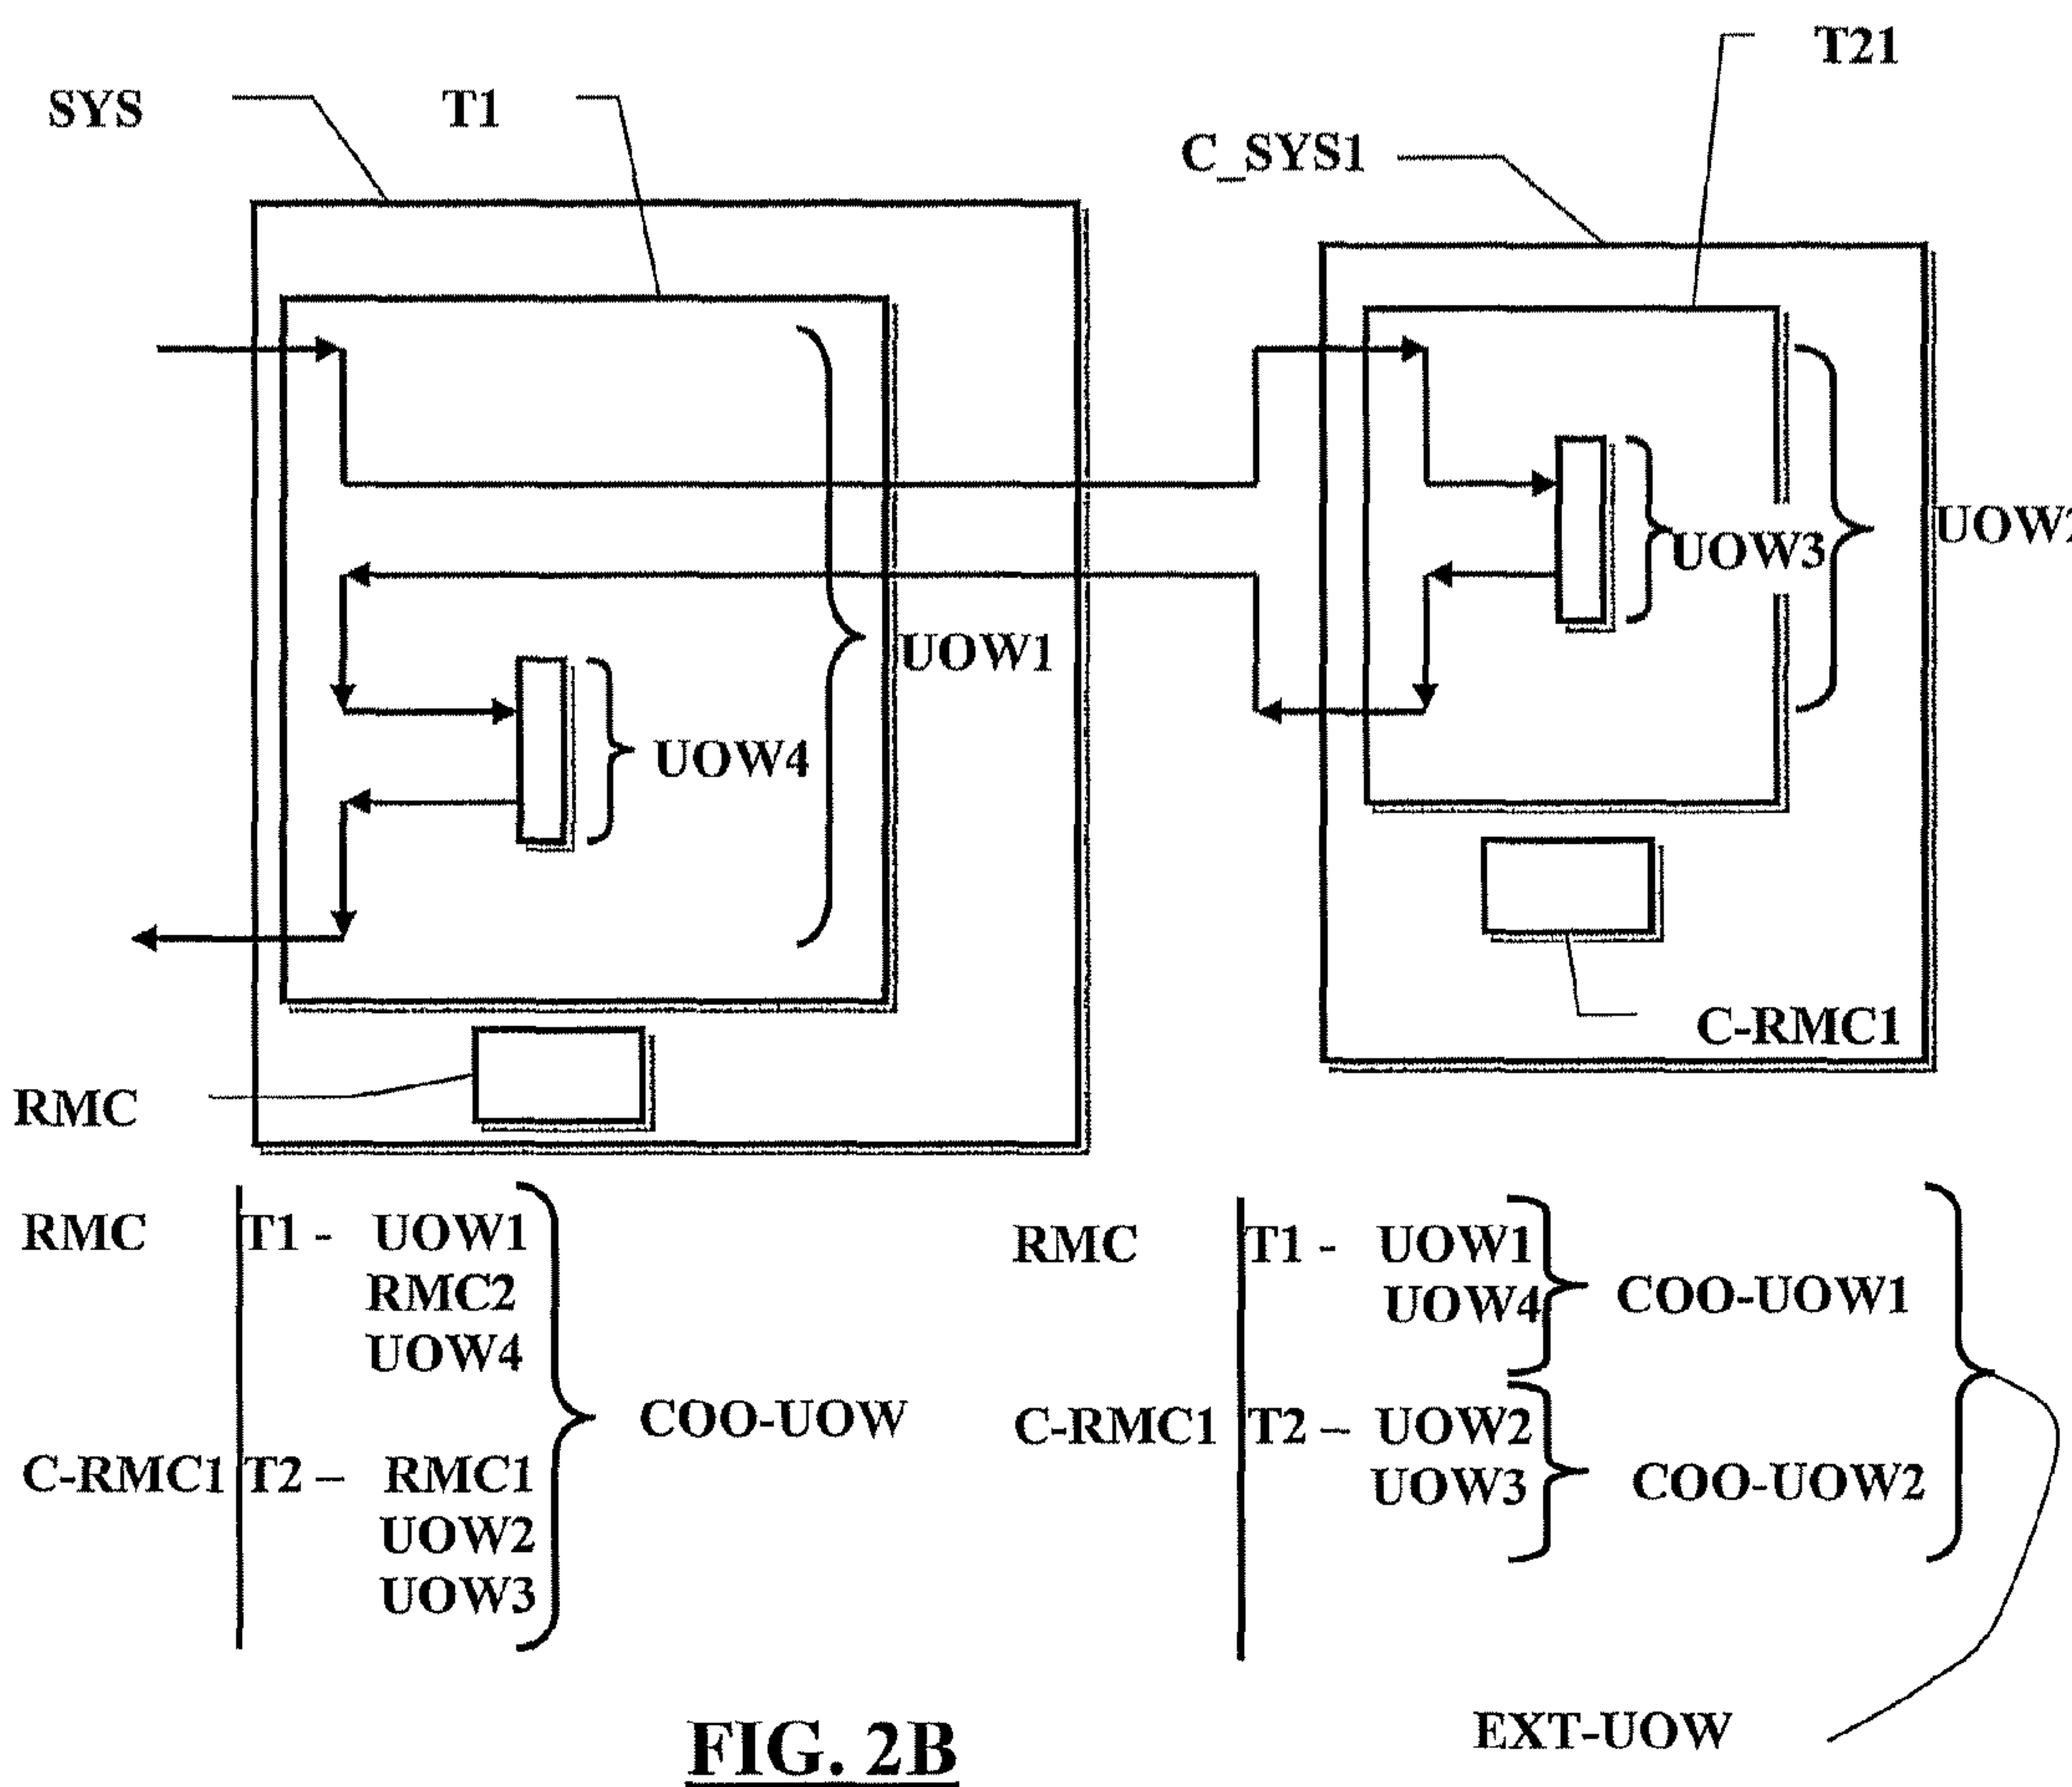 T21
SYS
T1
C_SYS1
UOW2
UOW3
UOW1
UOW4
C-RMC1
RMC
RMC T1 - UOW1
RMC2
UOW4
COO-UOW
C-RMC1 T2 – RMC1
UOW2
UOW3
RMC T1 - UOW1
UOW4
COO-UOW1
C-RMC1 T2 – UOW2
UOW3
COO-UOW2
EXT-UOW
FIG. 2B